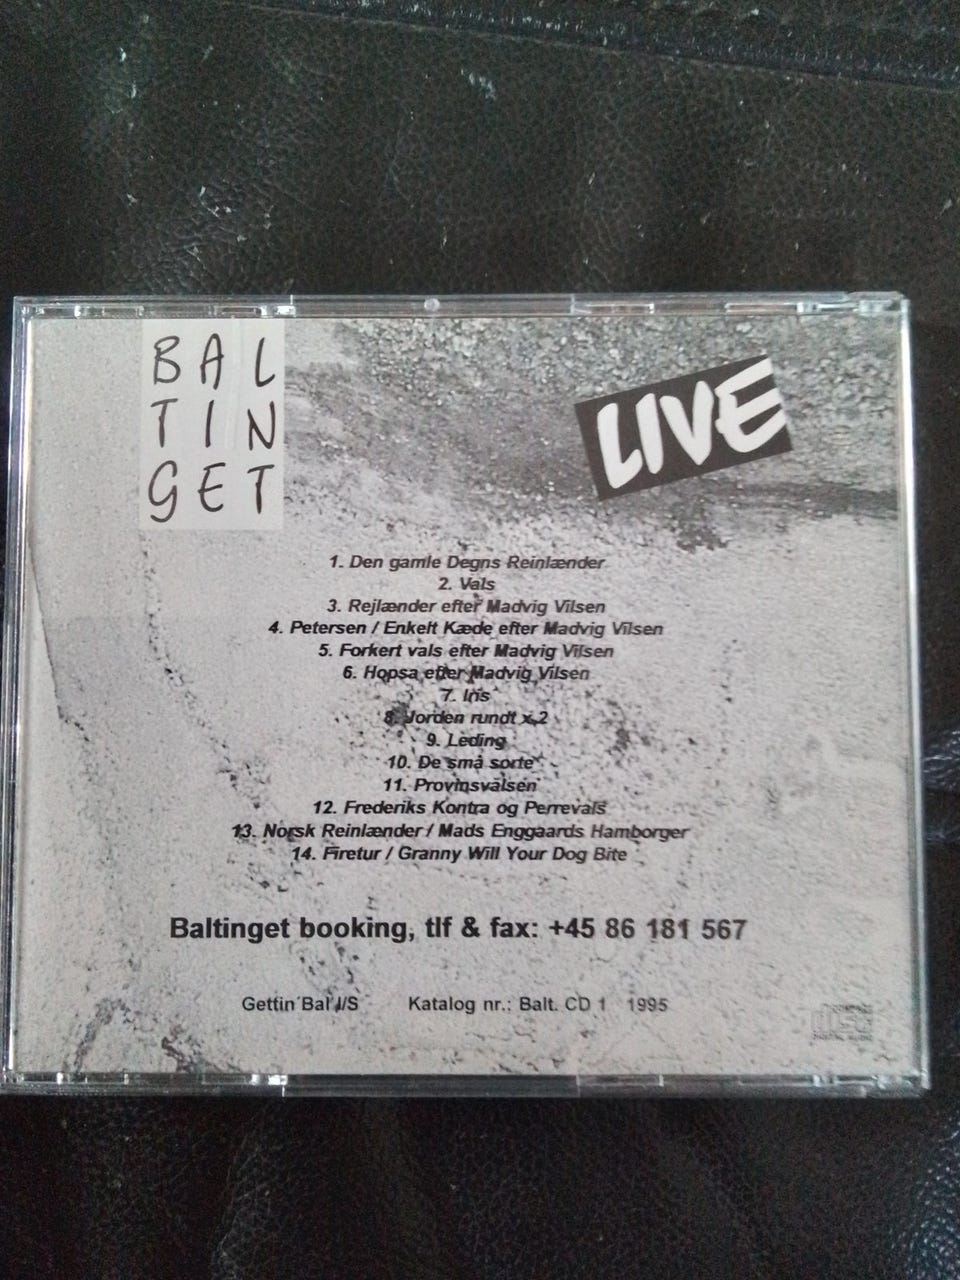 BAL
TIN
GET
LIVE
1. Den gamle Degns Reinlænder
2. Vals
3. Rejlænder efter Madvig Vilsen
4. Petersen / Enkelt Kæde efter Madvig Vilsen
5. Forkert vals efter Madvig Vilsen
6. Hopsa efter Madvig Vilsen
7. Iris
8. Jorden rundt x 2
9. Leding
10. De små sorte
11. Provinsvalsen
12. Frederiks Kontra og Perrevals
13. Norsk Reinlænder / Mads Enggaards Hamborger
14. Firetur / Granny Will Your Dog Bite
Baltinget booking, tlf & fax: +45 86 181 567
Gettin´Bal I/S Katalog nr.: Balt. CD 1 1995